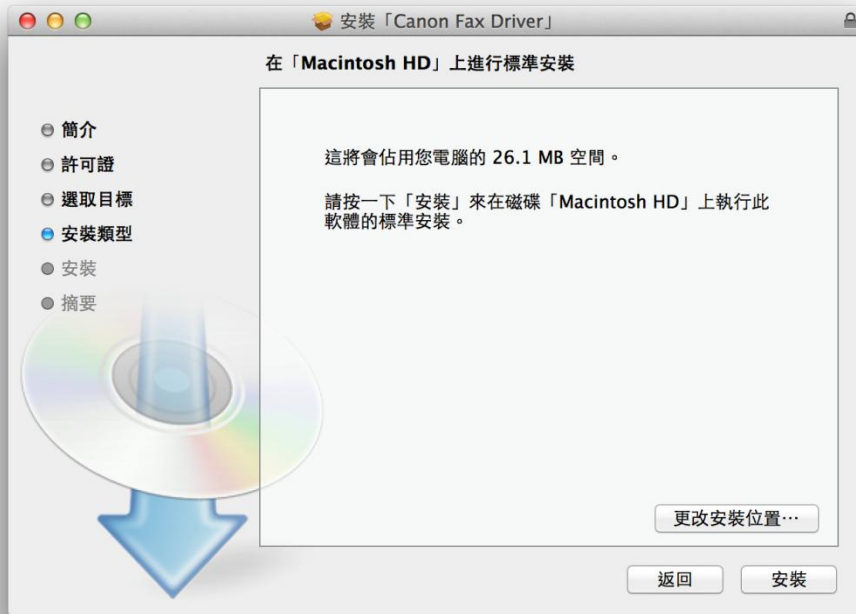 安裝「Canon Fax Driver」
在「Macintosh HD」上進行標準安裝
簡介
許可證
選取目標
安裝類型
安裝
摘要
這將會佔用您電腦的 26.1 MB 空間。
請按一下「安裝」來在磁碟「Macintosh HD」上執行此
軟體的標準安裝。
更改安裝位置⋯
返回
安裝